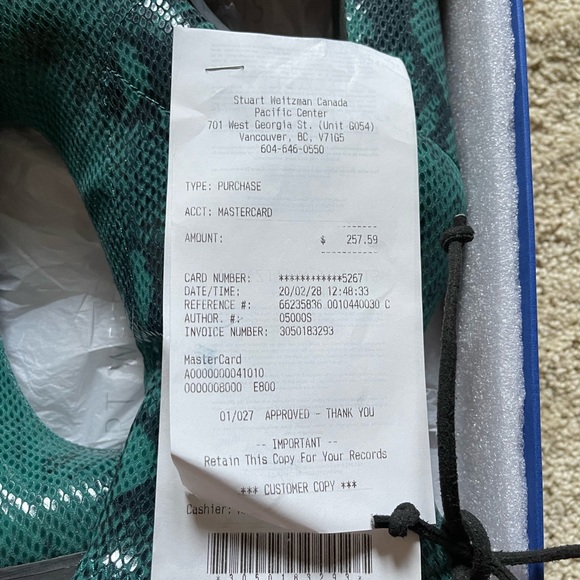 Stuart Weitzman Canada
Pacific Center
701 West Georgia St. (Unit G054)
Vancouver, BC, V71G5
604-646-0550
TYPE: PURCHASE
ACCT: MASTERCARD
AMOUNT: $ 257.59
CARD NUMBER: ************5267
DATE/TIME: 20/02/28 12:48:33
REFERENCE #: 66235836 0010440030 C
AUTHOR. #: 05000S
INVOICE NUMBER: 3050183293
MasterCard
A0000000041010
0000008000 E800
01/027 APPROVED - THANK YOU
-- IMPORTANT --
Retain This Copy For Your Records
*** CUSTOMER COPY ***
Cashier:
*3050183293*